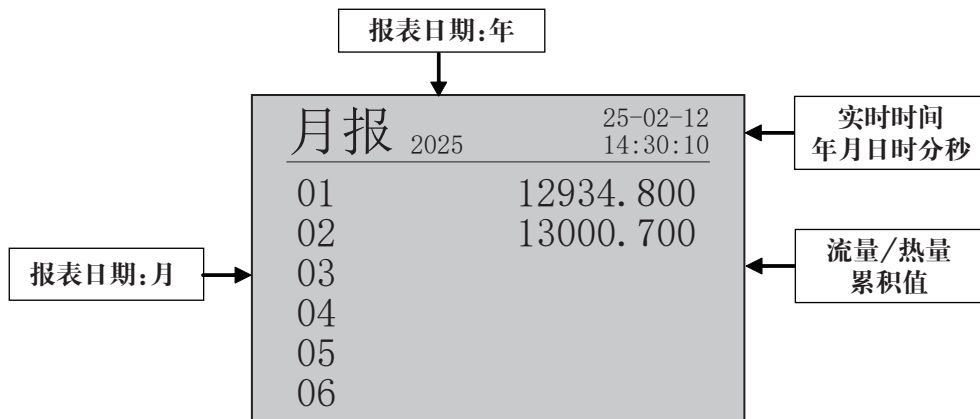 报表日期:年
月报 2025
25-02-12
14:30:10
实时时间
年月日时分秒
01 12934.800
02 13000.700
03
04
05
06
报表日期:月
流量/热量
累积值